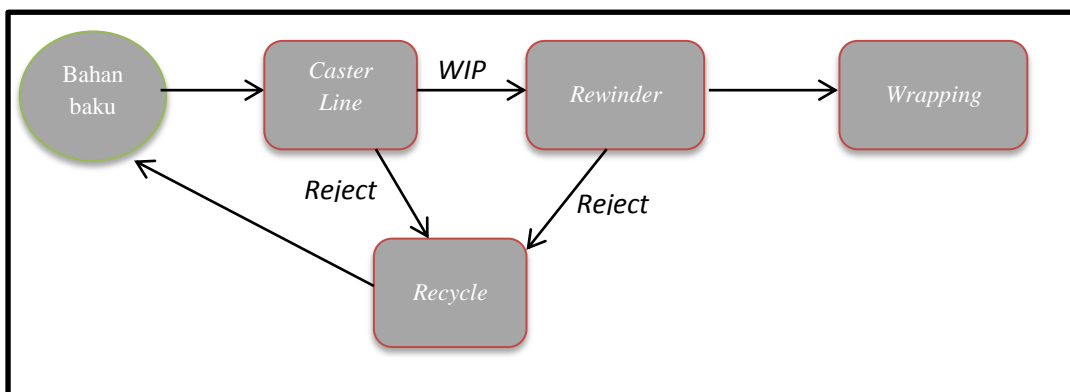 Bahan
baku
Caster
Line
WIP
Rewinder
Wrapping
Reject
Reject
Recycle